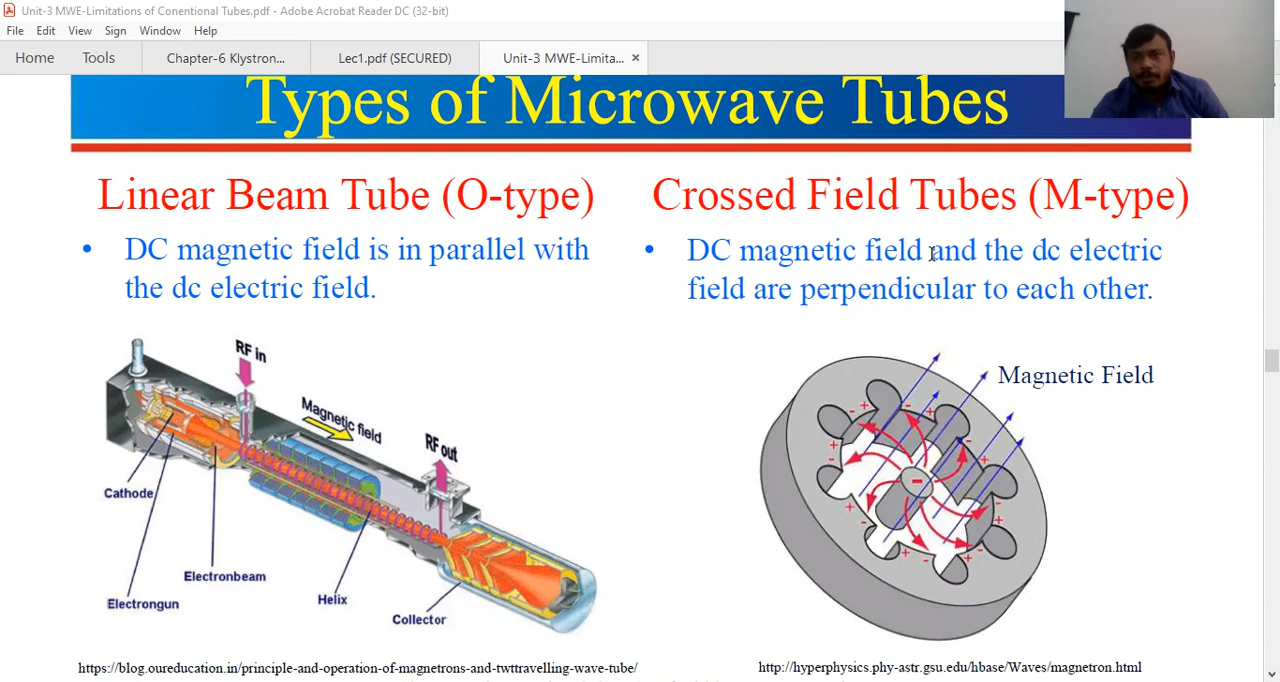 Unit-3 MWE-Limitations of Conentional Tubes.pdf - Adobe Acrobat Reader DC (32-bit)
File Edit View Sign Window Help
Home Tools Chapter-6 Klystron... Lec1.pdf (SECURED) Unit-3 MWE-Limita... ×
Types of Microwave Tubes
Linear Beam Tube (O-type)
• DC magnetic field is in parallel with
the dc electric field.
RF in
Magnetic field
RF out
Cathode
Electronbeam
Electrongun
Helix
Collector
https://blog.oureducation.in/principle-and-operation-of-magnetrons-and-twttravelling-wave-tube/
Crossed Field Tubes (M-type)
• DC magnetic field and the dc electric
field are perpendicular to each other.
Magnetic Field
http://hyperphysics.phy-astr.gsu.edu/hbase/Waves/magnetron.html